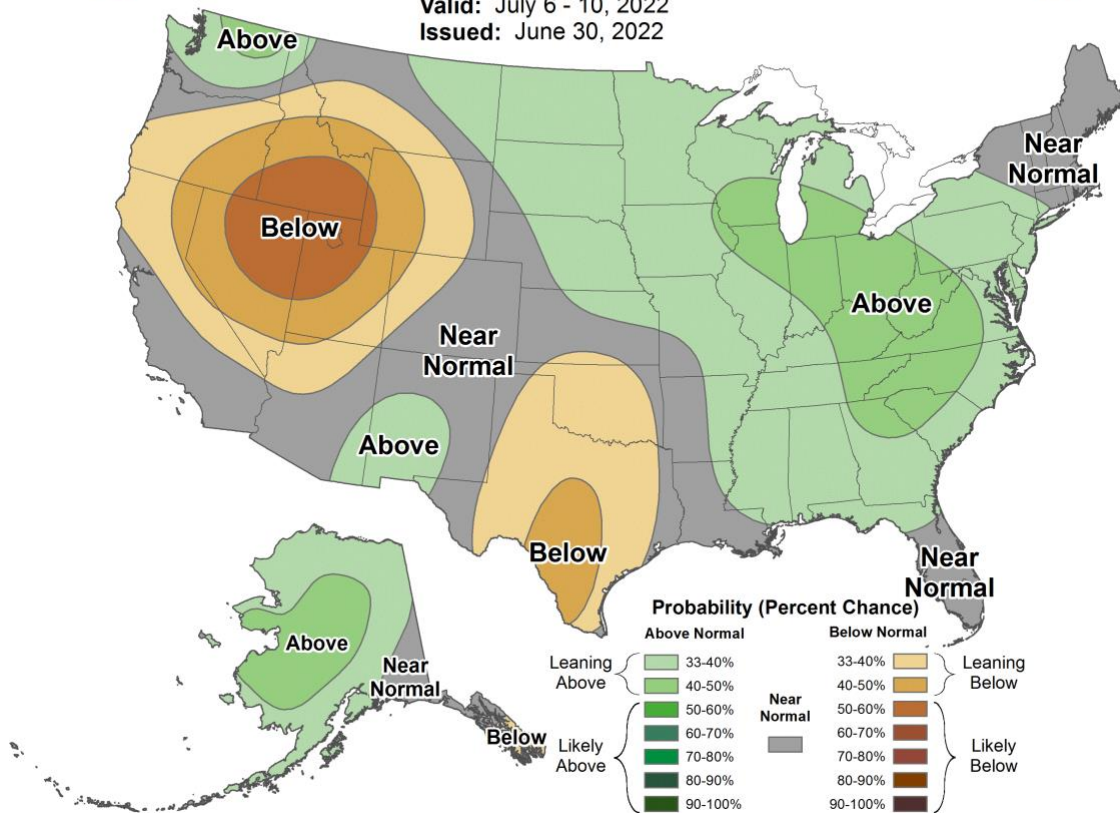 Valid: July 6 - 10, 2022
Issued: June 30, 2022
Above
Near
Normal
Below
Above
Near
Normal
Above
Below
Near
Normal
Above
Near
Normal
Below
Probability (Percent Chance)
Above Normal
Below Normal
Leaning
Above
33-40%
40-50%
Likely
Above
50-60%
60-70%
70-80%
80-90%
90-100%
Near
Normal
33-40%
40-50%
Leaning
Below
50-60%
60-70%
70-80%
80-90%
90-100%
Likely
Below